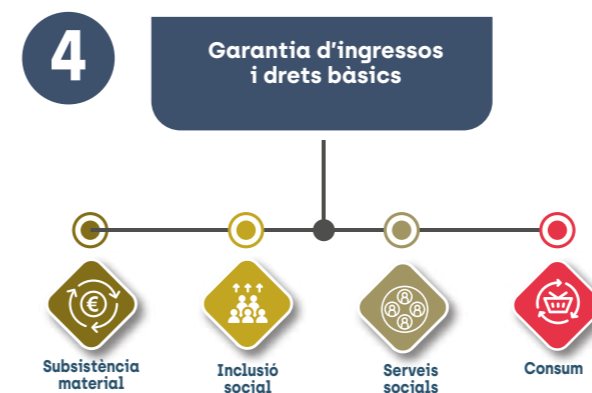 4
Garantia d'ingressos
i drets bàsics
Subsistència
material
Inclusió
social
Serveis
socials
Consum
€